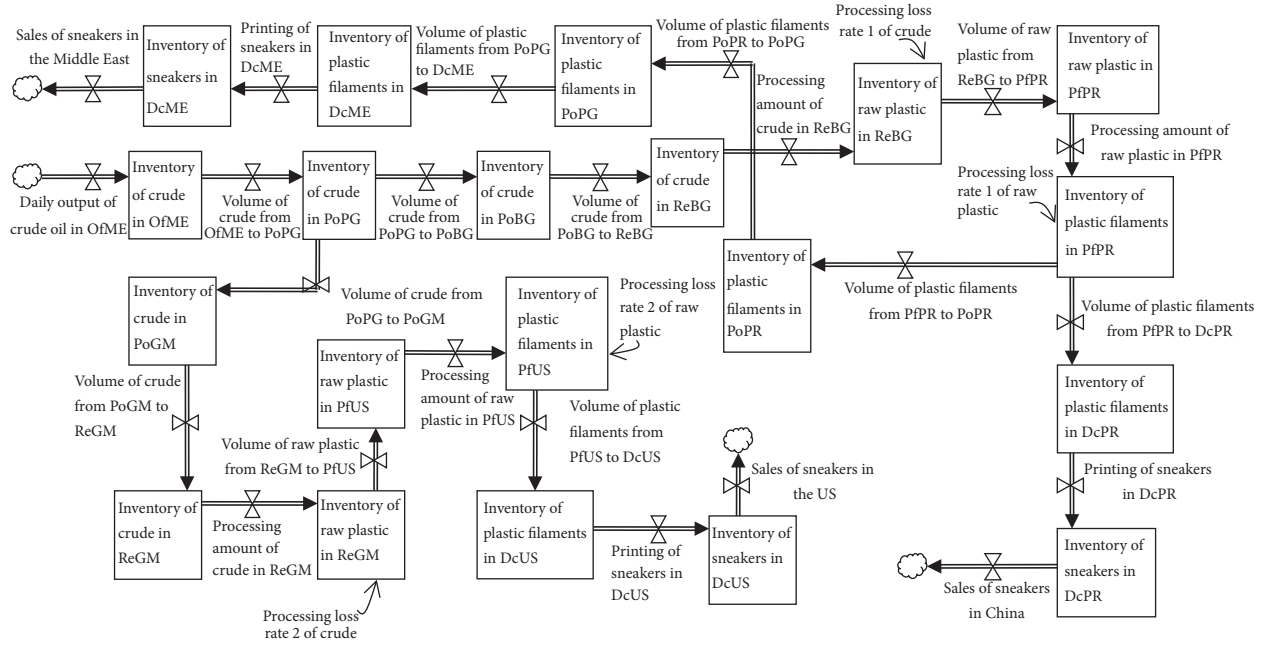 Sales of sneakers in
the Middle East
Inventory of
sneakers in
DcME
Printing of
sneakers in
DcME
Inventory of
plastic
filaments in
DcME
Volume of plastic
filaments from PoPG
to DcME
Inventory of
plastic
filaments in
PoPG
Volume of plastic filaments
from PoPR to PoPG
Processing
amount of
crude in ReBG
Processing loss
rate 1 of crude
Inventory of
raw plastic
in ReBG
Volume of raw
plastic from
ReBG to PfPR
Inventory of
raw plastic in
PfPR
Processing amount of
raw plastic in PfPR
Daily output of
crude oil in OfME
Inventory
of crude
in OfME
Volume of
crude from
OfME to PoPG
Inventory
of crude
in PoPG
Volume of
crude from
PoPG to PoBG
Inventory
of crude
in PoBG
Volume of
crude from
PoBG to ReBG
Inventory
of crude
in ReBG
Processing loss
rate 1 of raw
plastic
Inventory of
plastic filaments
in PfPR
Inventory of
plastic
filaments in
PoPR
Volume of plastic filaments
from PfPR to PoPR
Volume of plastic filaments
from PfPR to DcPR
Inventory of
crude in
PoGM
Volume of crude from
PoPG to PoGM
Inventory of
plastic
filaments in
PfUS
Processing loss
rate 2 of raw
plastic
Volume of crude
from PoGM to
ReGM
Inventory of
raw plastic
in PfUS
Processing
amount of raw
plastic in PfUS
Volume of plastic
filaments from
PfUS to DcUS
Inventory of
plastic filaments
in DcPR
Volume of raw plastic
from ReGM to PfUS
Inventory of
crude in
ReGM
Processing
amount of
crude in ReGM
Inventory of
raw plastic
in ReGM
Processing loss
rate 2 of crude
Inventory of
plastic filaments
in DcUS
Printing of
sneakers in
DcUS
Inventory of
sneakers in
DcUS
Sales of sneakers in
the US
Printing of sneakers
in DcPR
Inventory of
sneakers in
DcPR
Sales of sneakers
in China